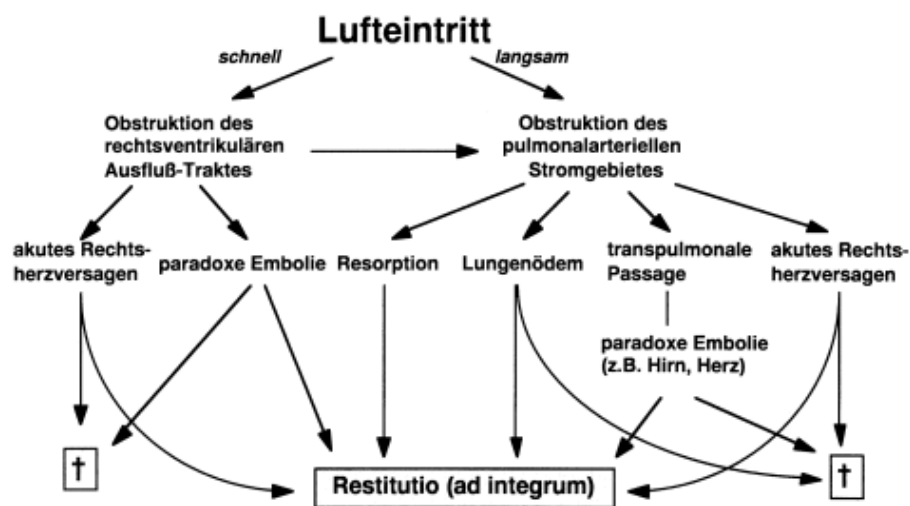 Lufteintritt
schnell
langsam
Obstruktion des
rechtsventrikulären
Ausfluß-Traktes
Obstruktion des
pulmonalarteriellen
Stromgebietes
akutes Rechts-
herzversagen
paradoxe Embolie
Resorption
Lungenödem
transpulmonale
Passage
akutes Rechts-
herzversagen
paradoxe Embolie
(z.B. Hirn, Herz)
†
Restitutio (ad integrum)
†